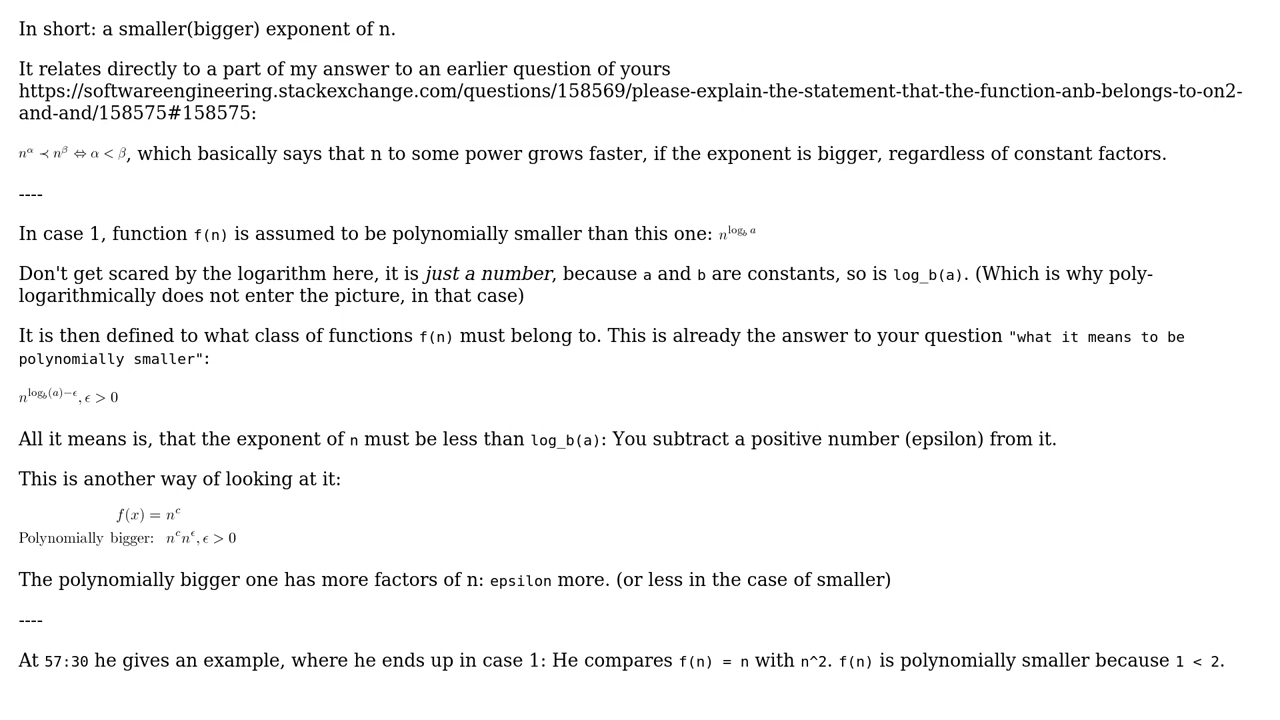 In short: a smaller(bigger) exponent of n.
It relates directly to a part of my answer to an earlier question of yours
https://softwareengineering.stackexchange.com/questions/158569/please-explain-the-statement-that-the-function-anb-belongs-to-on2-
and-and/158575#158575:
n^α ≺ n^β ⇔ α < β, which basically says that n to some power grows faster, if the exponent is bigger, regardless of constant factors.
----
In case 1, function f(n) is assumed to be polynomially smaller than this one: n^{log_b a}
Don't get scared by the logarithm here, it is just a number, because a and b are constants, so is log_b(a). (Which is why poly-
logarithmically does not enter the picture, in that case)
It is then defined to what class of functions f(n) must belong to. This is already the answer to your question "what it means to be
polynomially smaller":
n^{log_b(a)−ϵ}, ϵ > 0
All it means is, that the exponent of n must be less than log_b(a): You subtract a positive number (epsilon) from it.
This is another way of looking at it:
f(x) = n^c
Polynomially bigger: n^c n^ϵ, ϵ > 0
The polynomially bigger one has more factors of n: epsilon more. (or less in the case of smaller)
----
At 57:30 he gives an example, where he ends up in case 1: He compares f(n) = n with n^2. f(n) is polynomially smaller because 1 < 2.